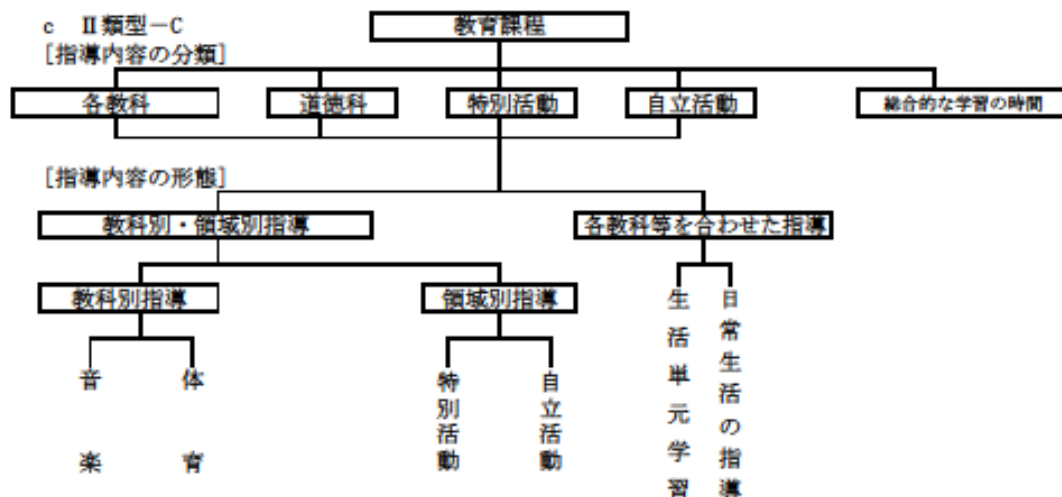 c Ⅱ類型－C
教育課程
[指導内容の分類]
各教科
道徳科
特別活動
自立活動
総合的な学習の時間
[指導内容の形態]
教科別・領域別指導
各教科等を合わせた指導
教科別指導
領域別指導
音楽
体育
特別活動
自立活動
生活単元学習
日常生活の指導